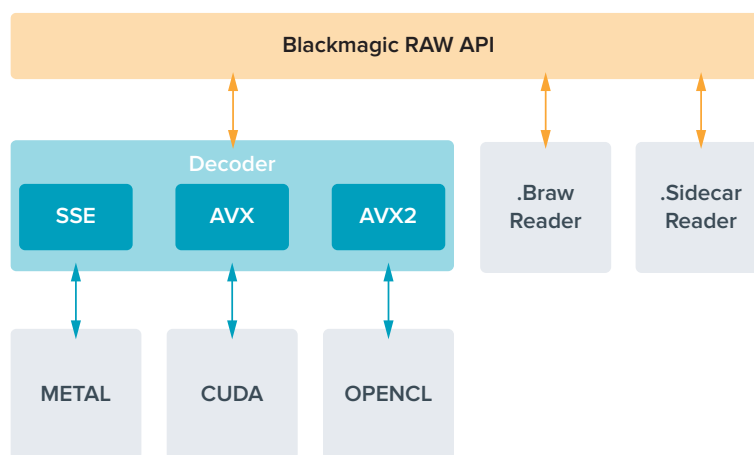 Blackmagic RAW API
Decoder
SSE
AVX
AVX2
.Braw
Reader
.Sidecar
Reader
METAL
CUDA
OPENCL